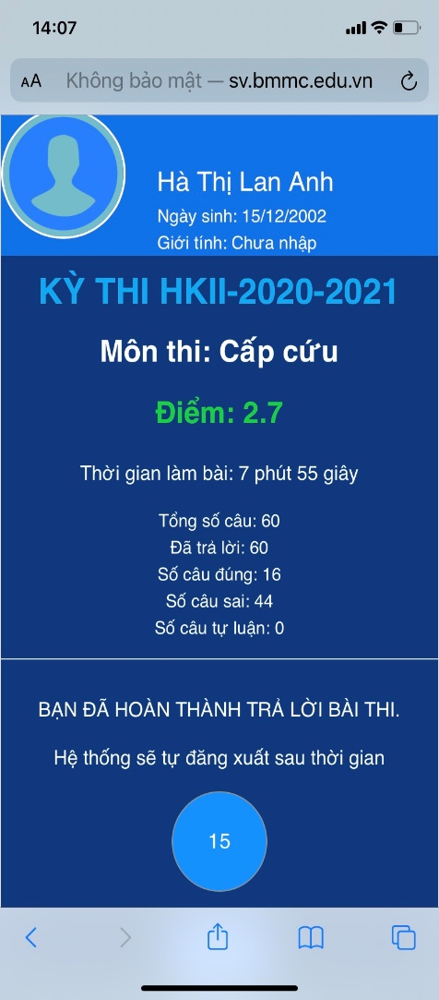 14:07
AA Không bảo mật — sv.bmmc.edu.vn
Hà Thị Lan Anh
Ngày sinh: 15/12/2002
Giới tính: Chưa nhập
KỲ THI HKII-2020-2021
Môn thi: Cấp cứu
Điểm: 2.7
Thời gian làm bài: 7 phút 55 giây
Tổng số câu: 60
Đã trả lời: 60
Số câu đúng: 16
Số câu sai: 44
Số câu tự luận: 0
BẠN ĐÃ HOÀN THÀNH TRẢ LỜI BÀI THI.
Hệ thống sẽ tự đăng xuất sau thời gian
15